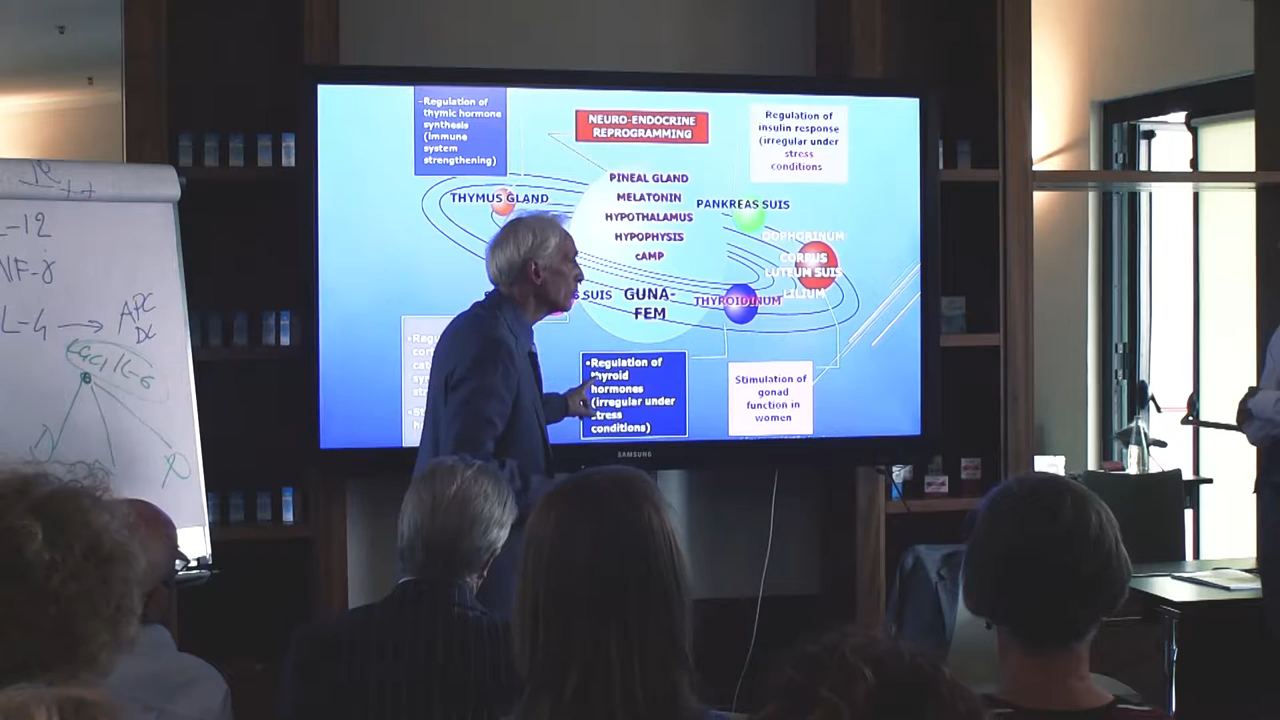 -Regulation of
thymic hormone
synthesis
(immune
system
strengthening)
NEURO-ENDOCRINE
REPROGRAMMING
Regulation of
insulin response
(irregular under
stress
conditions
THYMUS GLAND
PINEAL GLAND
MELATONIN
HYPOTHALAMUS
HYPOPHYSIS
cAMP
PANKREAS SUIS
OOPHORINUM
CORPUS
LUTEUM SUIS
LILIUM
SUIS
GUNA-
FEM
THYROIDINUM
•Regulation of
thyroid
hormones
(irregular under
stress
conditions)
Stimulation of
gonad
function in
women
SAMSUNG
L-12
NF-γ
L-4 → APC
DC